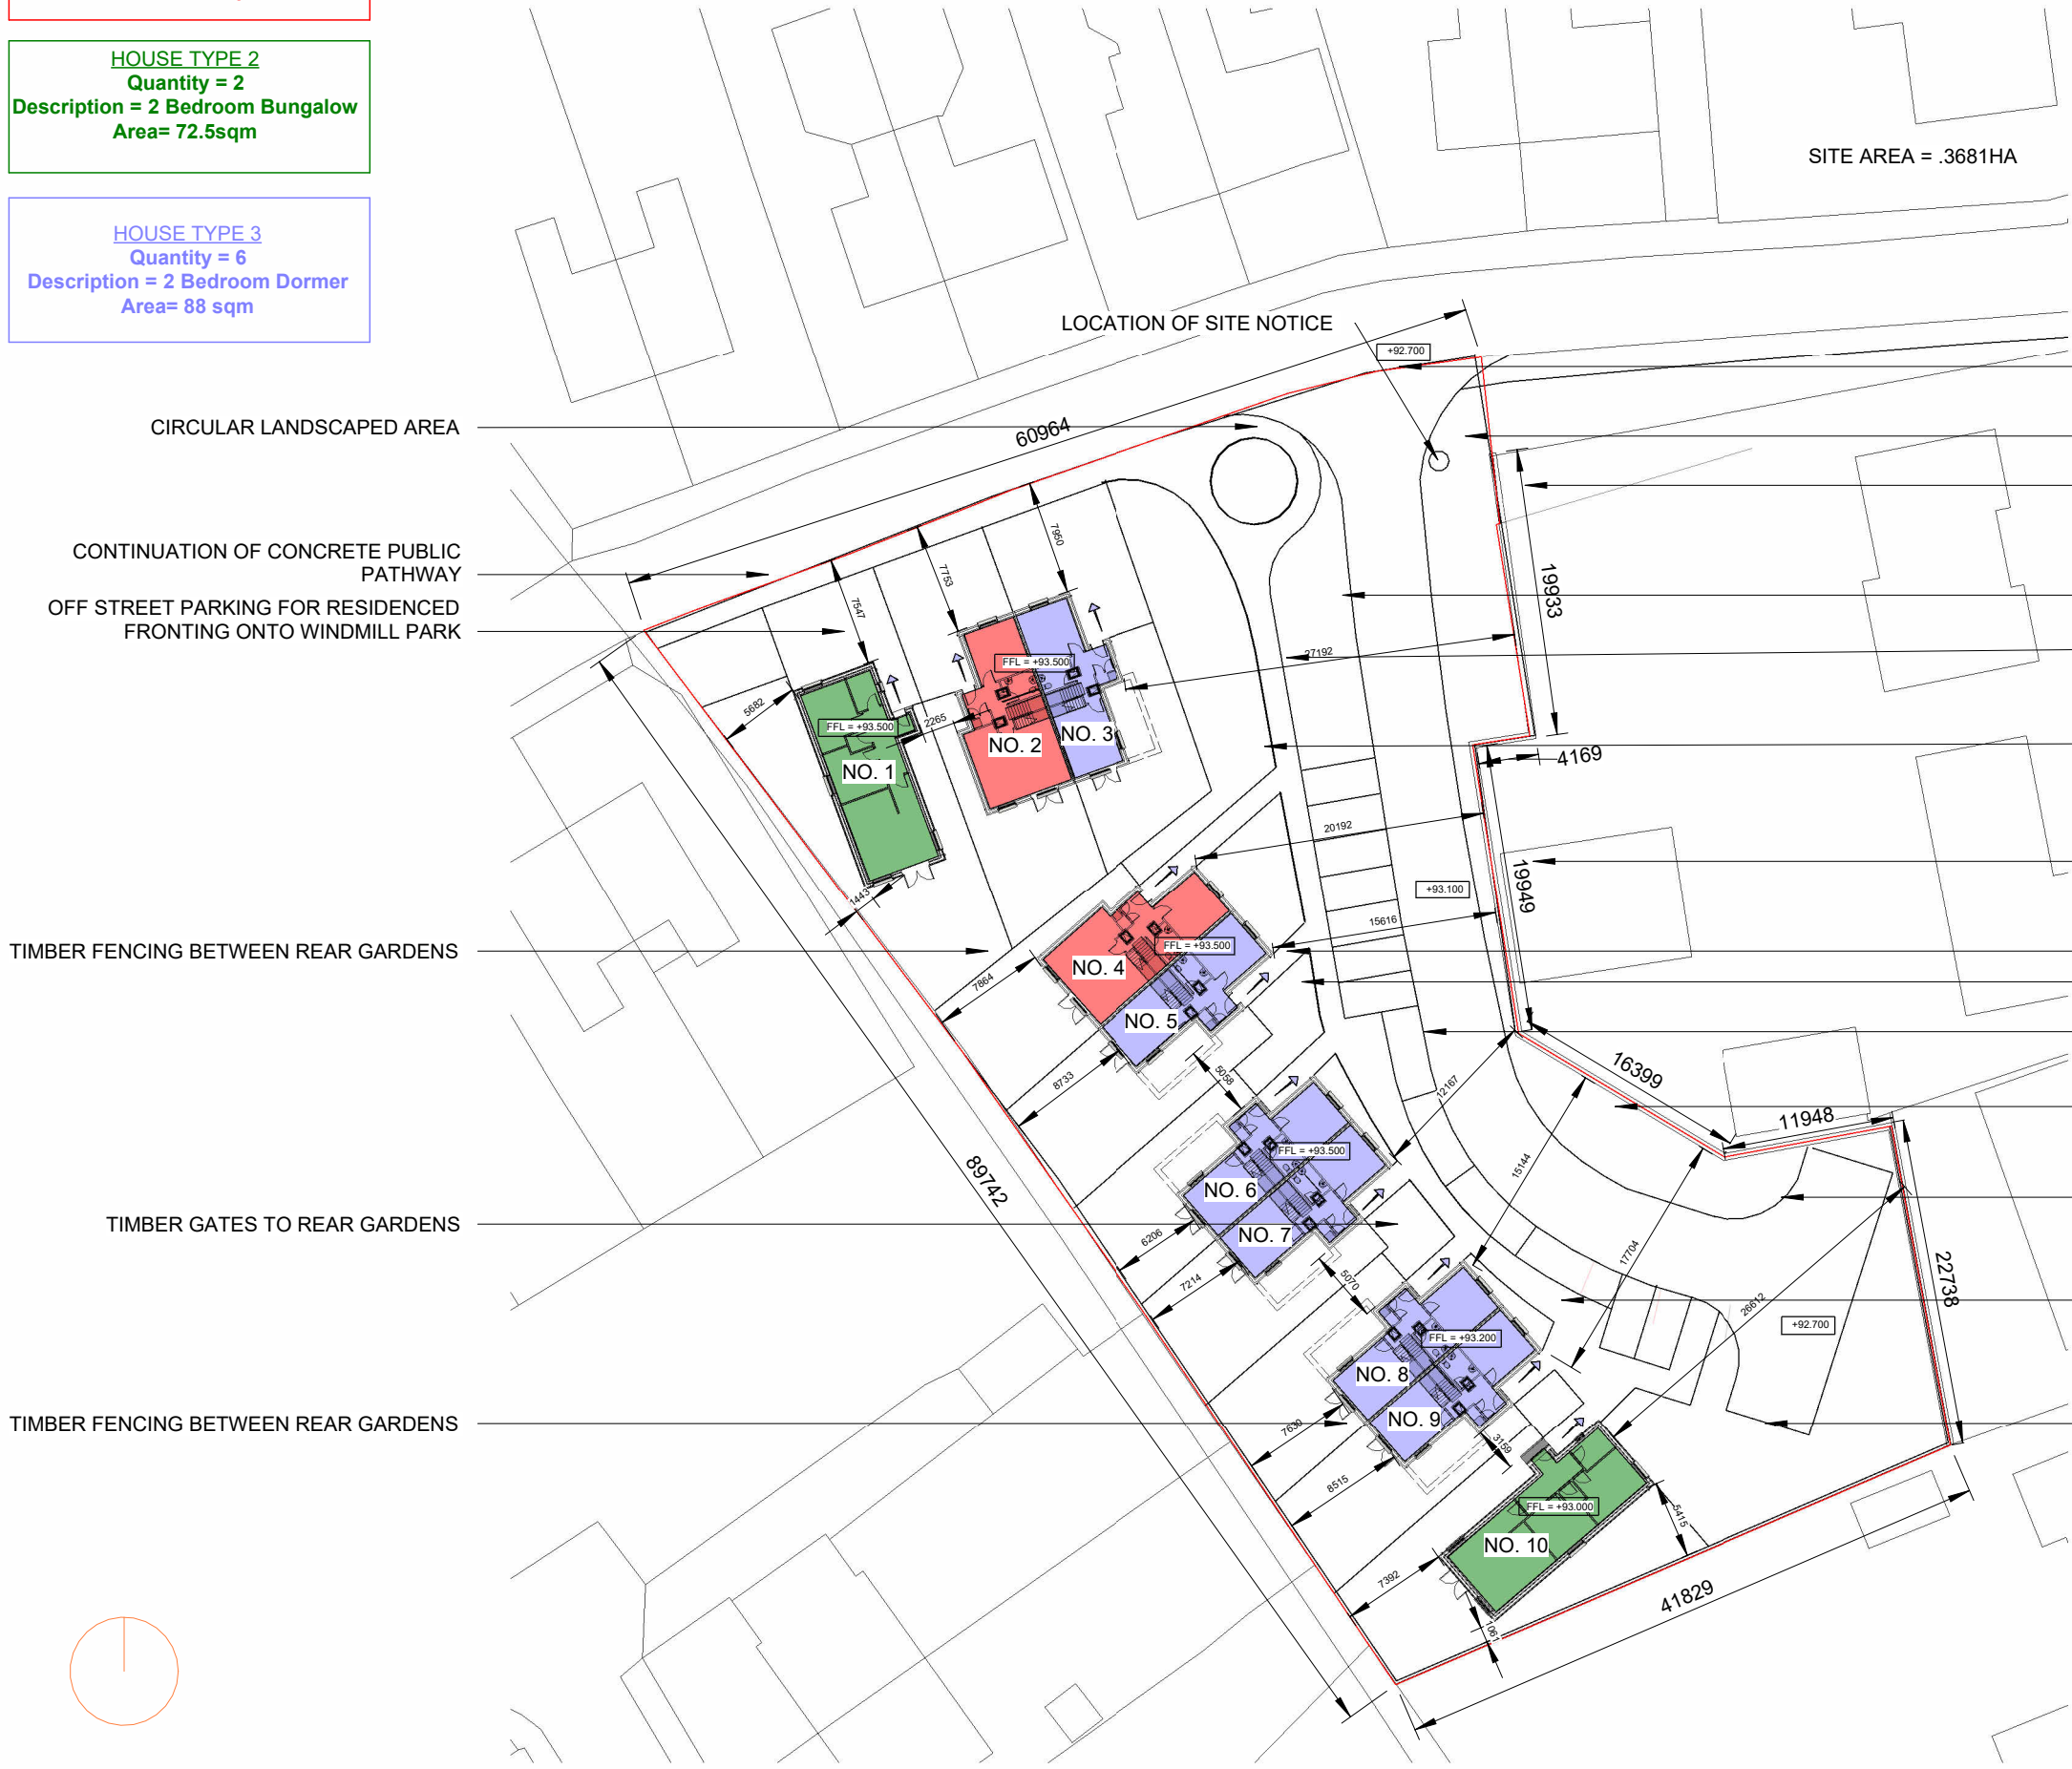 HOUSE TYPE 2
Quantity = 2
Description = 2 Bedroom Bungalow
Area= 72.5sqm
HOUSE TYPE 3
Quantity = 6
Description = 2 Bedroom Dormer
Area= 88 sqm
SITE AREA = .3681HA
LOCATION OF SITE NOTICE
+92.700
CIRCULAR LANDSCAPED AREA
60964
CONTINUATION OF CONCRETE PUBLIC
PATHWAY
OFF STREET PARKING FOR RESIDENCED
FRONTING ONTO WINDMILL PARK
7950
7753
7547
19933
27192
FFL = +93.500
5682
FFL = +93.500
2265
NO. 3
NO. 2
NO. 1
4169
20192
19949
+93.100
1443
15616
TIMBER FENCING BETWEEN REAR GARDENS
FFL = +93.500
NO. 4
7864
NO. 5
8733
5058
12167
16399
11948
89742
FFL = +93.500
15144
NO. 6
TIMBER GATES TO REAR GARDENS
NO. 7
6206
7214
5070
17704
22738
26612
+92.700
FFL = +93.200
NO. 8
NO. 9
TIMBER FENCING BETWEEN REAR GARDENS
7630
3159
8515
FFL = +93.000
5415
NO. 10
7392
41829